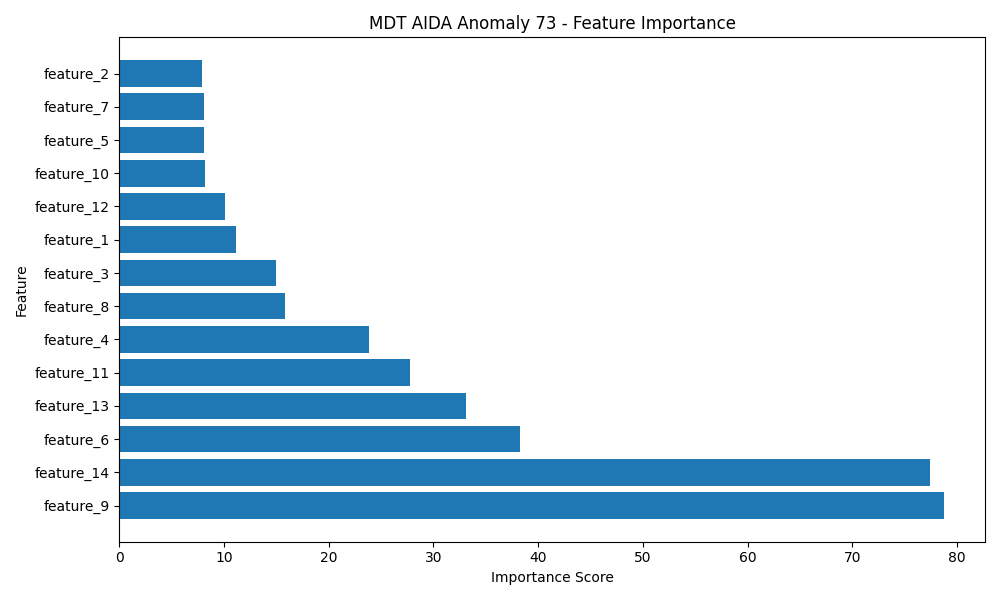 MDT AIDA Anomaly 73 - Feature Importance
feature_2
feature_7
feature_5
feature_10
feature_12
feature_1
feature_3
feature_8
feature_4
feature_11
feature_13
feature_6
feature_14
feature_9
Feature
0 10 20 30 40 50 60 70 80
Importance Score